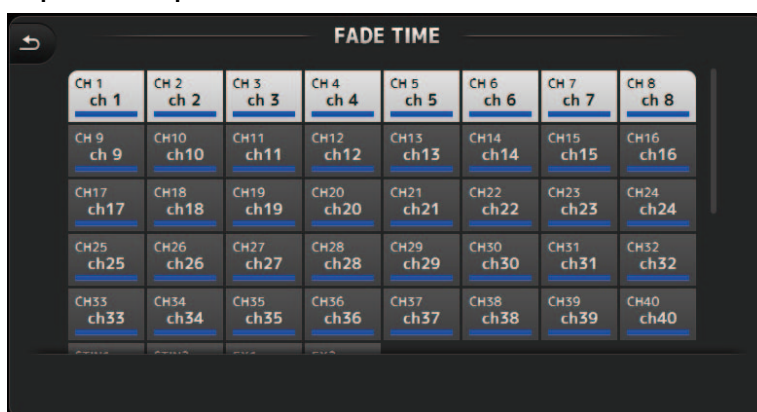 FADE TIME
CH 1 CH 2 CH 3 CH 4 CH 5 CH 6 CH 7 CH 8
ch 1 ch 2 ch 3 ch 4 ch 5 ch 6 ch 7 ch 8
CH 9 CH10 CH11 CH12 CH13 CH14 CH15 CH16
ch 9 ch10 ch11 ch12 ch13 ch14 ch15 ch16
CH17 CH18 CH19 CH20 CH21 CH22 CH23 CH24
ch17 ch18 ch19 ch20 ch21 ch22 ch23 ch24
CH25 CH26 CH27 CH28 CH29 CH30 CH31 CH32
ch25 ch26 ch27 ch28 ch29 ch30 ch31 ch32
CH33 CH34 CH35 CH36 CH37 CH38 CH39 CH40
ch33 ch34 ch35 ch36 ch37 ch38 ch39 ch40